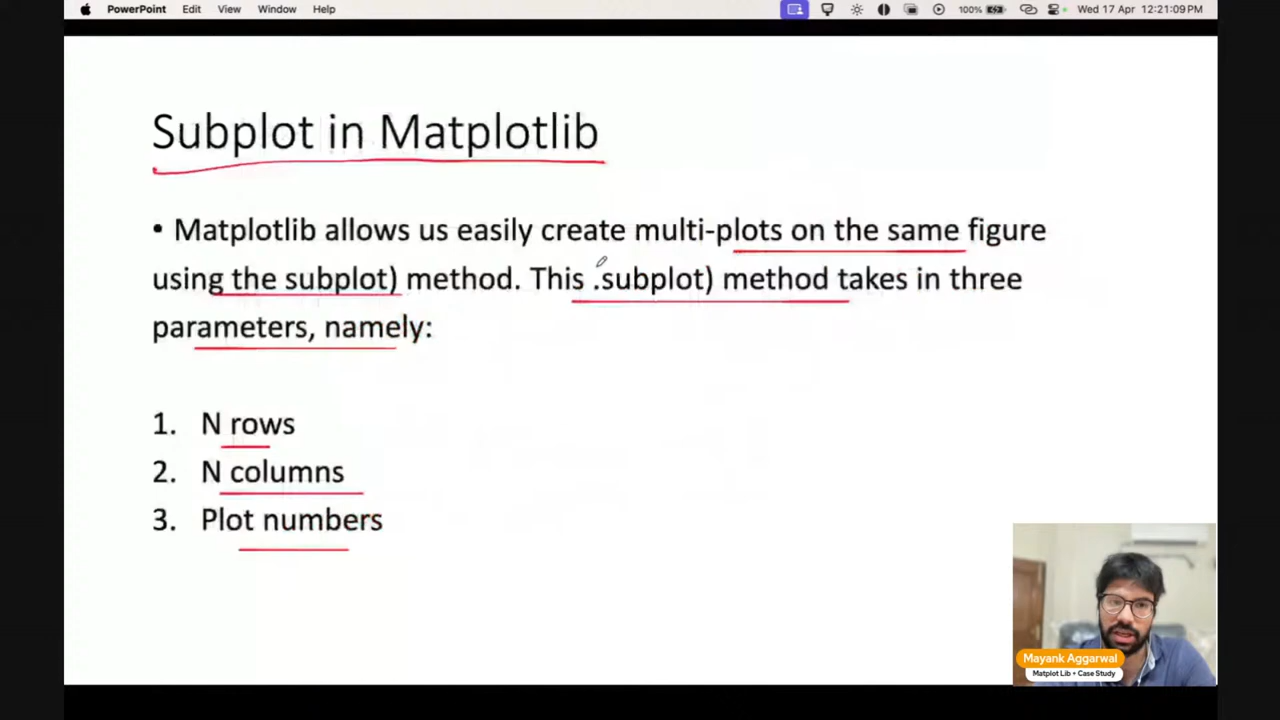 PowerPoint Edit View Window Help 100% Wed 17 Apr 12:21:09 PM
Subplot in Matplotlib
• Matplotlib allows us easily create multi-plots on the same figure
using the subplot) method. This .subplot) method takes in three
parameters, namely:
1. N rows
2. N columns
3. Plot numbers
Mayank Aggarwal
Matplot Lib + Case Study